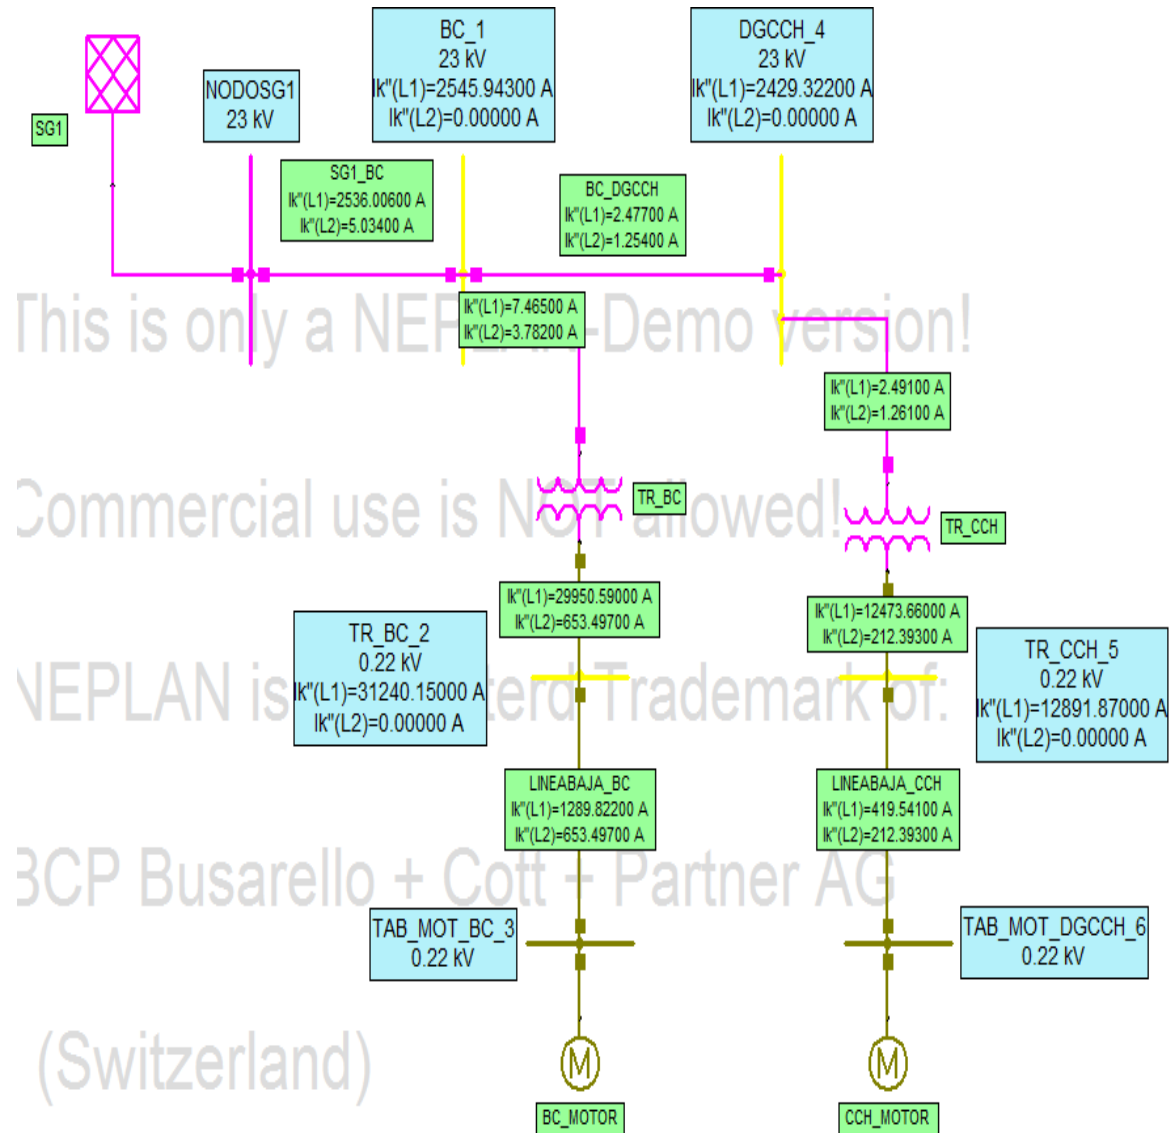 BC_1
23 kV
Ik"(L1)=2545.94300 A
Ik"(L2)=0.00000 A
DGCCH_4
23 kV
Ik"(L1)=2429.32200 A
Ik"(L2)=0.00000 A
NODOSG1
23 kV
SG1
SG1_BC
Ik"(L1)=2536.00600 A
Ik"(L2)=5.03400 A
BC_DGCCH
Ik"(L1)=2.47700 A
Ik"(L2)=1.25400 A
This is only a NEPLAN-Demo version!
Ik"(L1)=7.46500 A
Ik"(L2)=3.78200 A
Ik"(L1)=2.49100 A
Ik"(L2)=1.26100 A
Commercial use is NOT allowed!
TR_BC
TR_CCH
Ik"(L1)=29950.59000 A
Ik"(L2)=653.49700 A
Ik"(L1)=12473.66000 A
Ik"(L2)=212.39300 A
TR_BC_2
0.22 kV
Ik"(L1)=31240.15000 A
Ik"(L2)=0.00000 A
TR_CCH_5
0.22 kV
Ik"(L1)=12891.87000 A
Ik"(L2)=0.00000 A
NEPLAN is terd Trademark of:
LINEABAJA_BC
Ik"(L1)=1289.82200 A
Ik"(L2)=653.49700 A
LINEABAJA_CCH
Ik"(L1)=419.54100 A
Ik"(L2)=212.39300 A
BCP Busarello + Cott + Partner AG
TAB_MOT_BC_3
0.22 kV
TAB_MOT_DGCCH_6
0.22 kV
(Switzerland)
M
M
BC_MOTOR
CCH_MOTOR